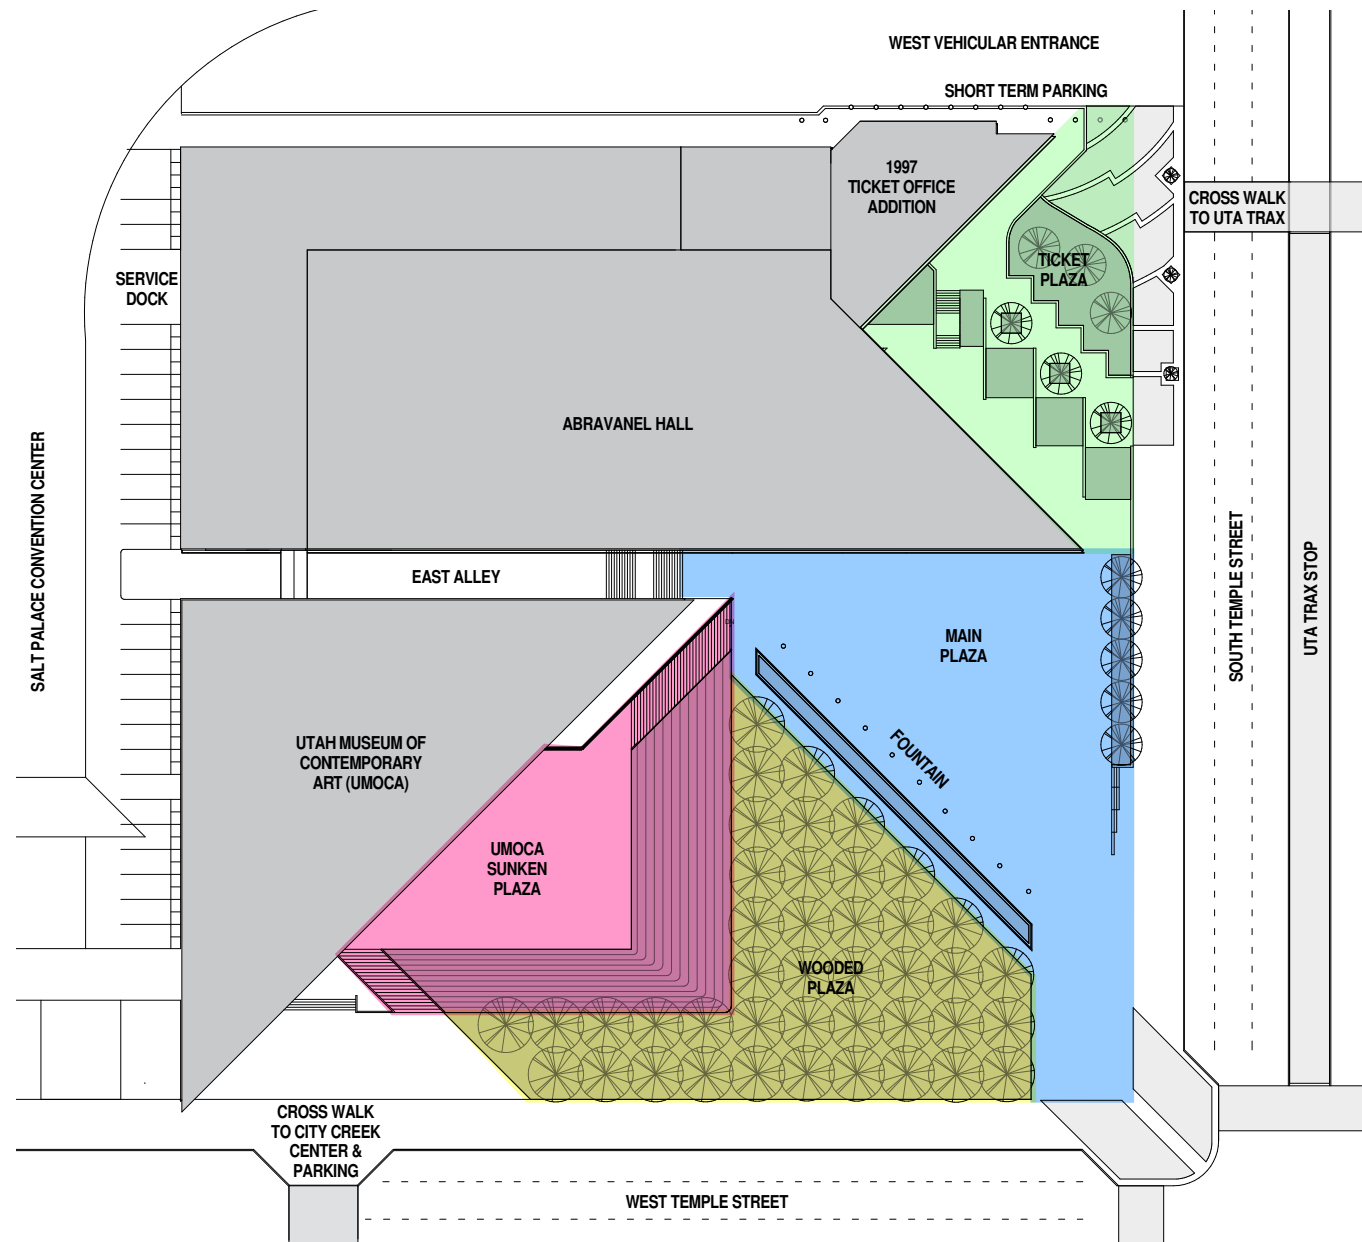 WEST VEHICULAR ENTRANCE
SHORT TERM PARKING
1997
TICKET OFFICE
ADDITION
CROSS WALK
TO UTA TRAX
TICKET
PLAZA
SERVICE
DOCK
ABRAVANEL HALL
SALT PALACE CONVENTION CENTER
EAST ALLEY
SOUTH TEMPLE STREET
UTA TRAX STOP
DN
MAIN
PLAZA
UTAH MUSEUM OF
CONTEMPORARY
ART (UMOCA)
FOUNTAIN
UMOCA
SUNKEN
PLAZA
WOODED
PLAZA
CROSS WALK
TO CITY CREEK
CENTER &
PARKING
WEST TEMPLE STREET